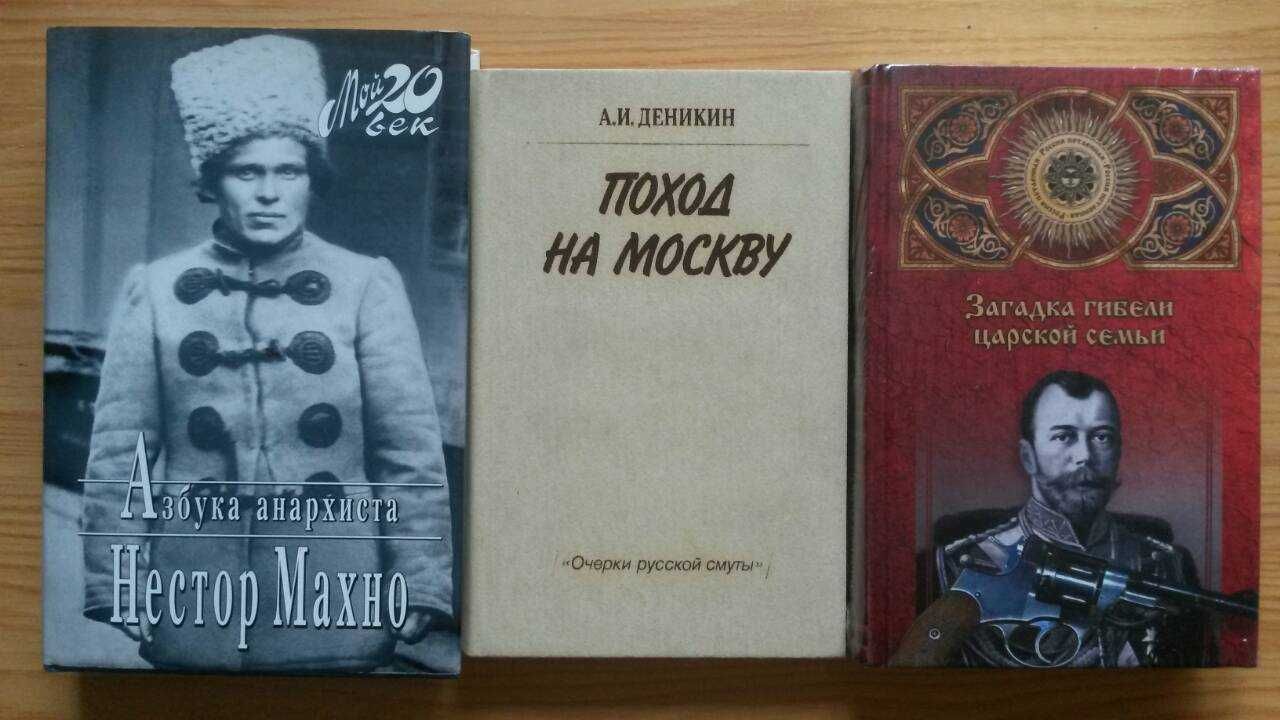 Мой 20 век
Азбука анархиста
Нестор Махно
А.И. ДЕНИКИН
ПОХОД
НА МОСКВУ
«Очерки русской смуты»
Загадка гибели
царской семьи